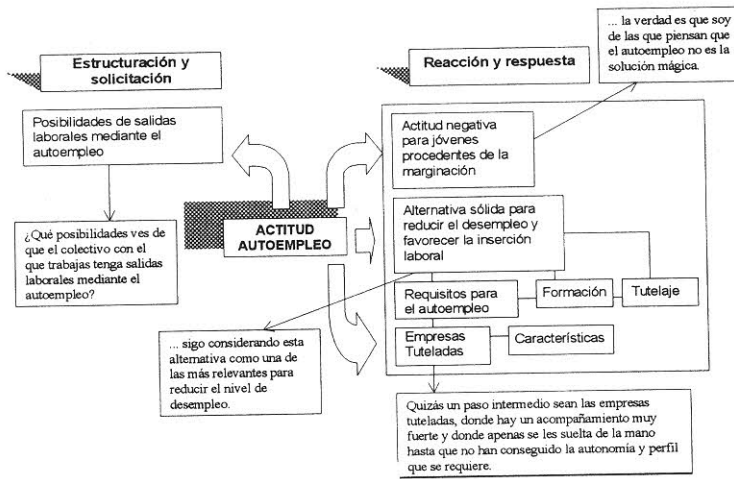 Estructuración y
solicitación
Posibilidades de salidas
laborales mediante el
autoempleo
¿Qué posibilidades ves de
que el colectivo con el
que trabajas tenga salidas
laborales mediante el
autoempleo?
ACTITUD
AUTOEMPLEO
... sigo considerando esta
alternativa como una de
las más relevantes para
reducir el nivel de
desempleo.
Reacción y respuesta
... la verdad es que soy
de las que piensan que
el autoempleo no es la
solución mágica.
Actitud negativa
para jóvenes
procedentes de la
marginación
Alternativa sólida para
reducir el desempleo y
favorecer la inserción
laboral
Requisitos para
el autoempleo
Formación
Tutelaje
Empresas
Tuteladas
Características
Quizás un paso intermedio sean las empresas
tuteladas, donde hay un acompañamiento muy
fuerte y donde apenas se les suelta de la mano
hasta que no han conseguido la autonomía y perfil
que se requiere.